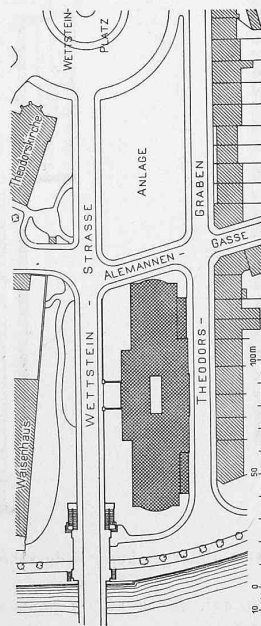 WETTSTEIN-
PLATZ
Theodorskirche
ANLAGE
GRABEN
STRASSE
ALEMANNEN-
GASSE
WETTSTEIN -
THEODORS-
Waisenhaus
10 0 50 100m